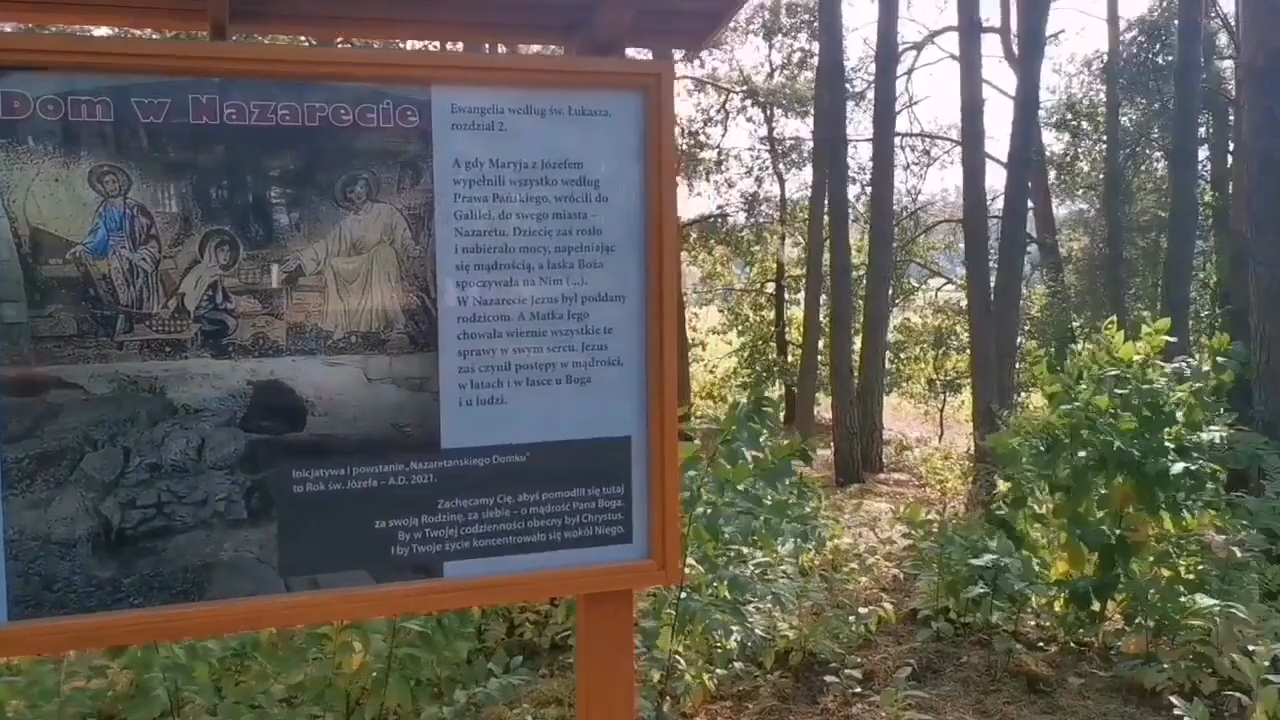 Dom w Nazarecie
Ewangelia według św. Łukasza,
rozdział 2.
A gdy Maryja z Józefem
wypełnili wszystko według
Prawa Pańskiego, wrócili do
Galilei, do swego miasta –
Nazaretu. Dziecię zaś rosło
i nabierało mocy, napełniając
się mądrością, a łaska Boża
spoczywała na Nim (...).
W Nazarecie Jezus był poddany
rodzicom. A Matka Jego
chowała wiernie wszystkie te
sprawy w swym sercu. Jezus
zaś czynił postępy w mądrości,
w latach i w łasce u Boga
i u ludzi.
Inicjatywa i powstanie „Nazaretańskiego Domku”
to Rok św. Józefa – A.D. 2021.
Zachęcamy Cię, abyś pomodlił się tutaj
za swoją Rodzinę, za siebie – o mądrość Pana Boga.
By w Twojej codzienności obecny był Chrystus.
I by Twoje życie koncentrowało się wokół Niego.